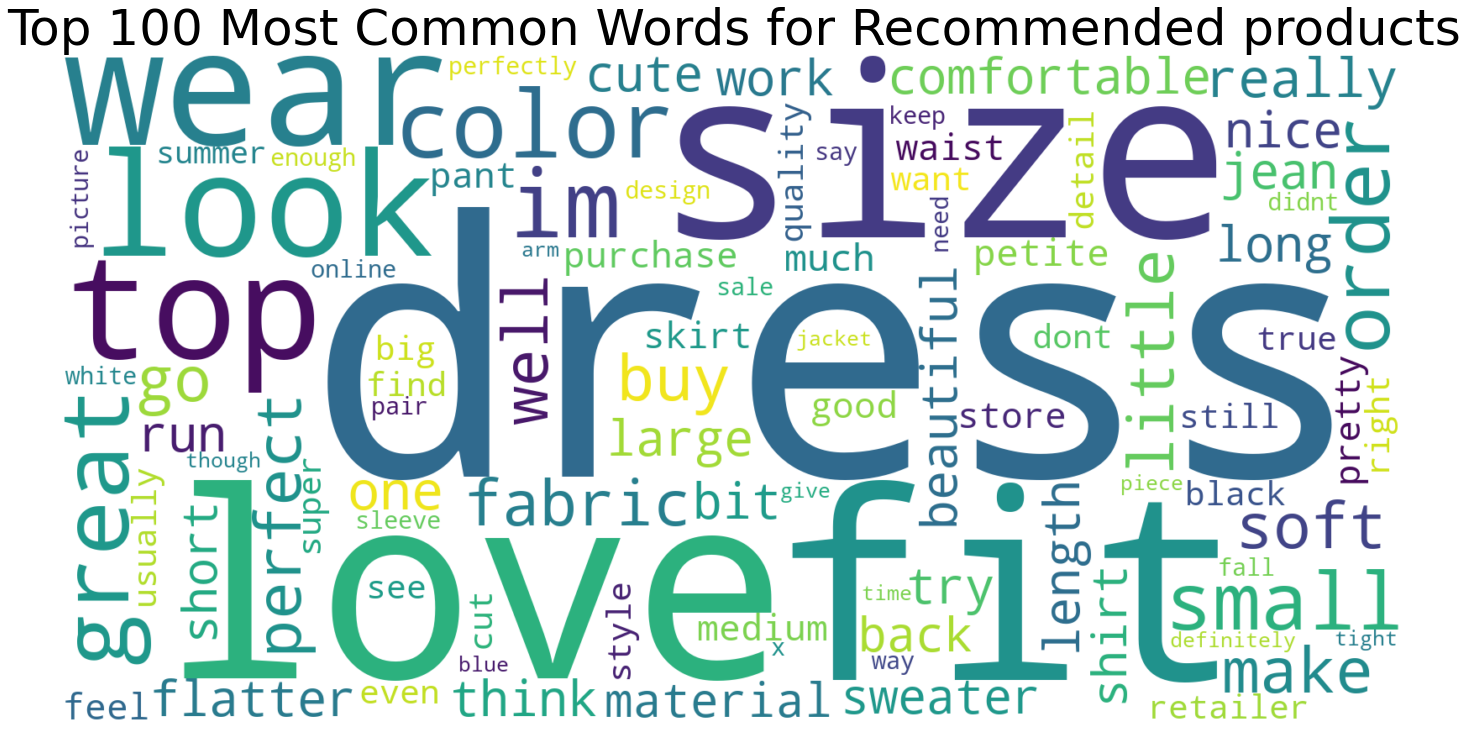 Top 100 Most Common Words for Recommended products
wear
perfectly
cute
work
comfortable
really
color
size
keep
nice
order
picture
summer
enough
look
pant
im
design
quality
say
waist
want
need
detail
jean
didnt
long
top
online
arm
purchase
much
petite
dress
sale
well
skirt
jacket
beautiful
dont
little
true
big
find
pair
white
go
buy
good
store
still
pretty
right
great
run
large
though
perfect
super
usually
short
one
sleeve
fabric
bit
give
length
piece
black
soft
love
fit
see
cut
style
time
try
shirt
fall
small
medium
x
back
way
definitely
tight
blue
make
feel
flatter
even
think
material
sweater
retailer